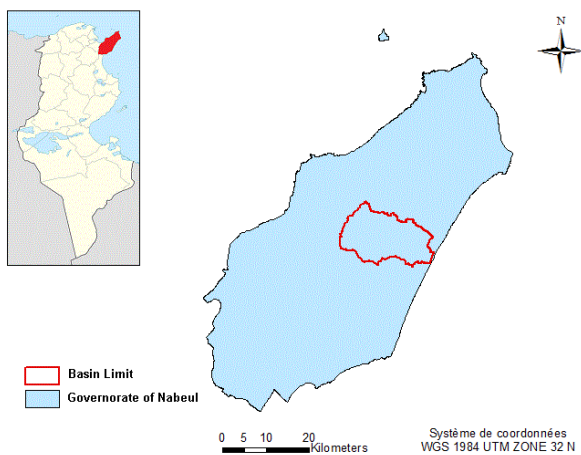 N
Basin Limit
Governorate of Nabeul
0 5 10 20
Kilometers
Système de coordonnées
WGS 1984 UTM ZONE 32 N